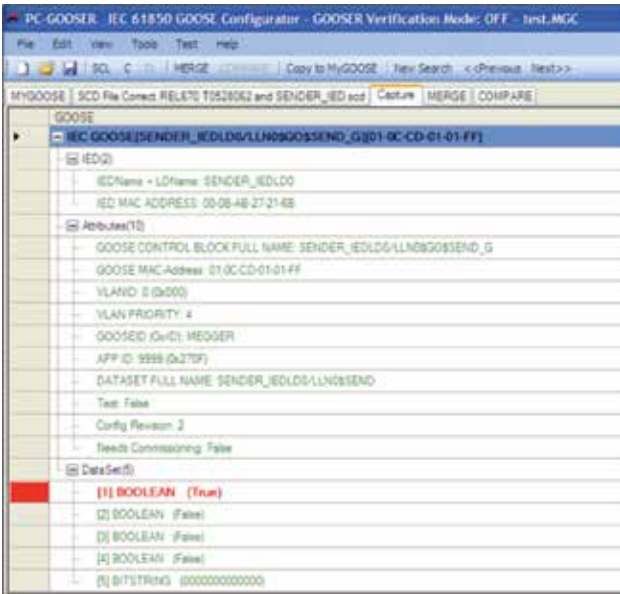 PC-GOOSER IEC 61850 GOOSE Configurator - GOOSER Verification Mode: OFF - test.MGC
File Edit View Tools Test Help
SCL C MERGE Copy to MyGOOSE New Search <<Previous Next>>
MYGOOSE SCD File Correct REL670 T0528062 and SENDER_IED scd Capture MERGE COMPARE
GOOSE
IEC GOOSE[SENDER_IEDLD0/LLN0$GO$SEND_G][01-0C-CD-01-01-FF]
IED(2)
IEDName + LDName: SENDER_IEDLD0
IED MAC ADDRESS: 00-08-AB-27-21-6B
Attributes(10)
GOOSE CONTROL BLOCK FULL NAME: SENDER_IEDLD0/LLN0$GO$SEND_G
GOOSE MAC-Address: 01-0C-CD-01-01-FF
VLANID: 0 (0x000)
VLAN PRIORITY: 4
GOOSEID (GoID): MEGGER
APP ID: 9999 (0x270F)
DATASET FULL NAME: SENDER_IEDLD0/LLN0$SEND
Test: False
Config Revision: 2
Needs Commissioning: False
DataSet(5)
[1] BOOLEAN (True)
[2] BOOLEAN (False)
[3] BOOLEAN (False)
[4] BOOLEAN (False)
[5] BITSTRING (0000000000000)